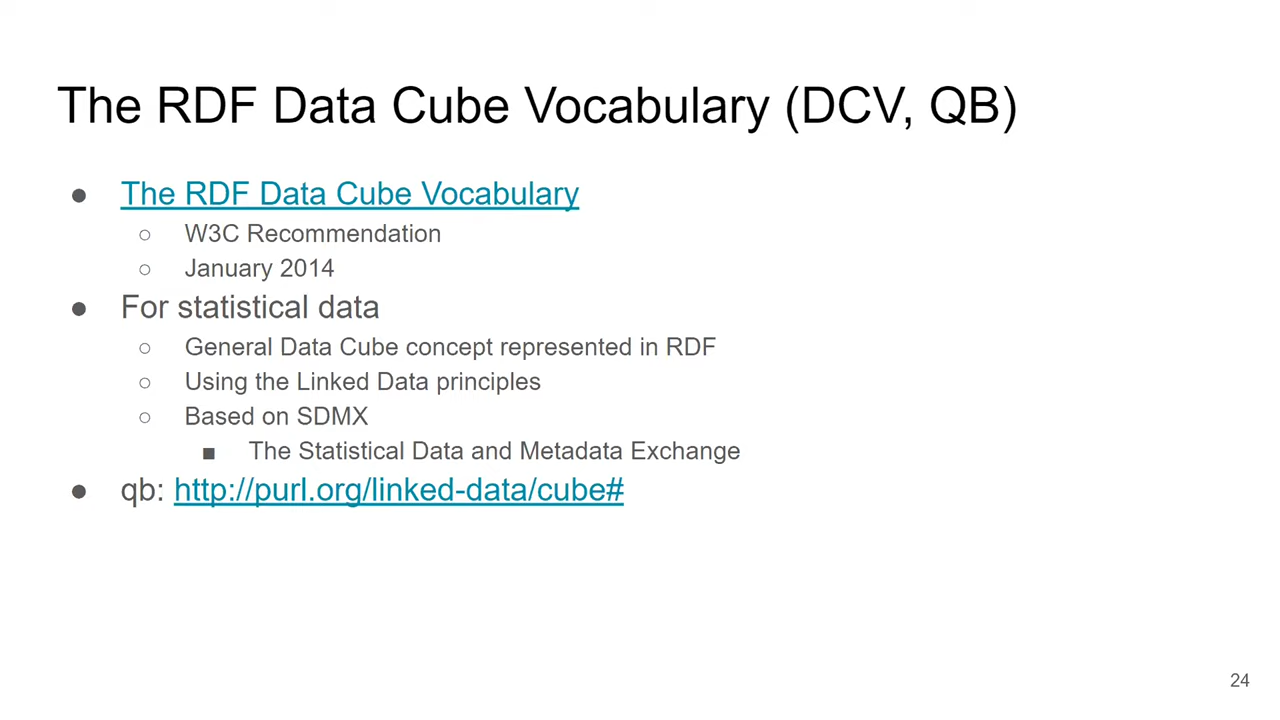 The RDF Data Cube Vocabulary (DCV, QB)
● The RDF Data Cube Vocabulary
○ W3C Recommendation
○ January 2014
● For statistical data
○ General Data Cube concept represented in RDF
○ Using the Linked Data principles
○ Based on SDMX
■ The Statistical Data and Metadata Exchange
● qb: http://purl.org/linked-data/cube#
24